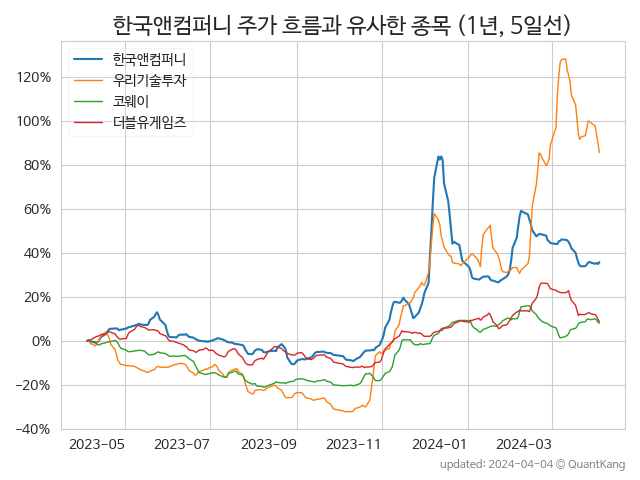 한국앤컴퍼니 주가 흐름과 유사한 종목 (1년, 5일선)
한국앤컴퍼니
우리기술투자
코웨이
더블유게임즈
120%
100%
80%
60%
40%
20%
0%
−20%
−40%
2023-05 2023-07 2023-09 2023-11 2024-01 2024-03
updated: 2024-04-04 © QuantKang